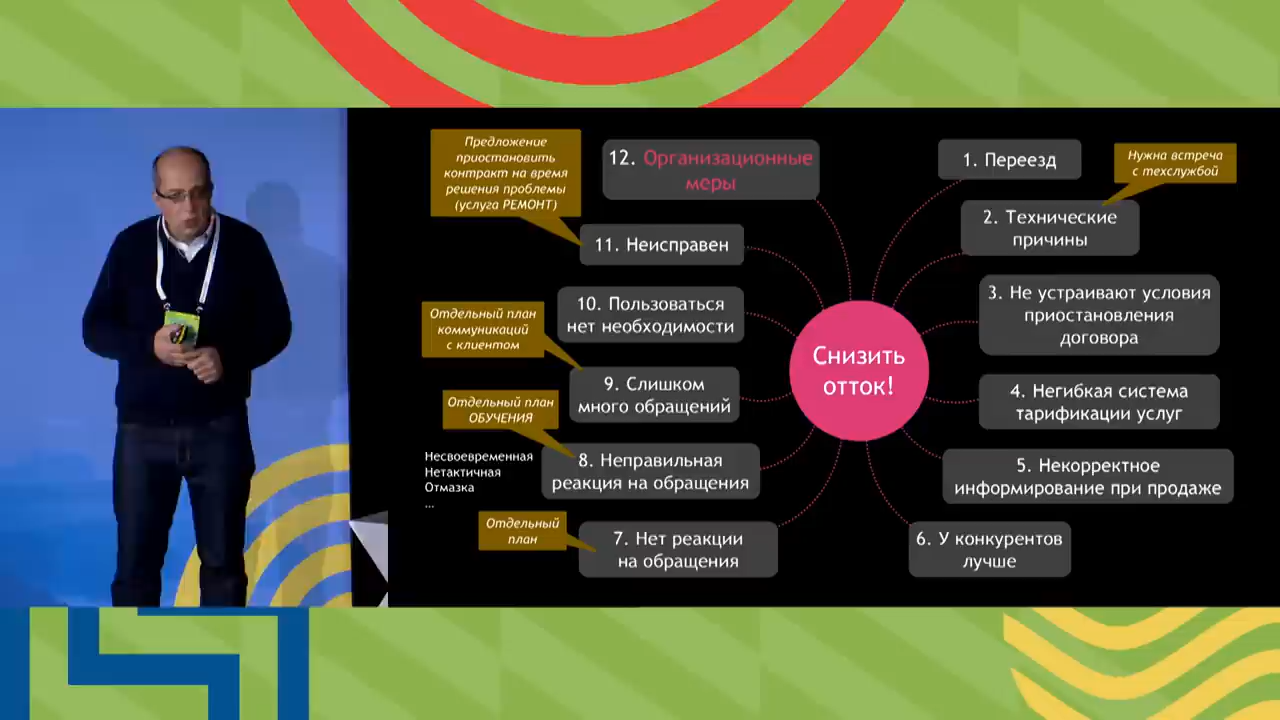 Предложение
приостановить
контракт на время
решения проблемы
(услуга РЕМОНТ)
12. Организационные
меры
1. Переезд
Нужна встреча
с техслужбой
2. Технические
причины
11. Неисправен
3. Не устраивают условия
приостановления
договора
10. Пользоваться
нет необходимости
Отдельный план
коммуникаций
с клиентом
Снизить
отток!
9. Слишком
много обращений
4. Негибкая система
тарификации услуг
Отдельный план
ОБУЧЕНИЯ
Несвоевременная
Нетактичная
Отмазка
...
8. Неправильная
реакция на обращения
5. Некорректное
информирование при продаже
Отдельный
план
7. Нет реакции
на обращения
6. У конкурентов
лучше